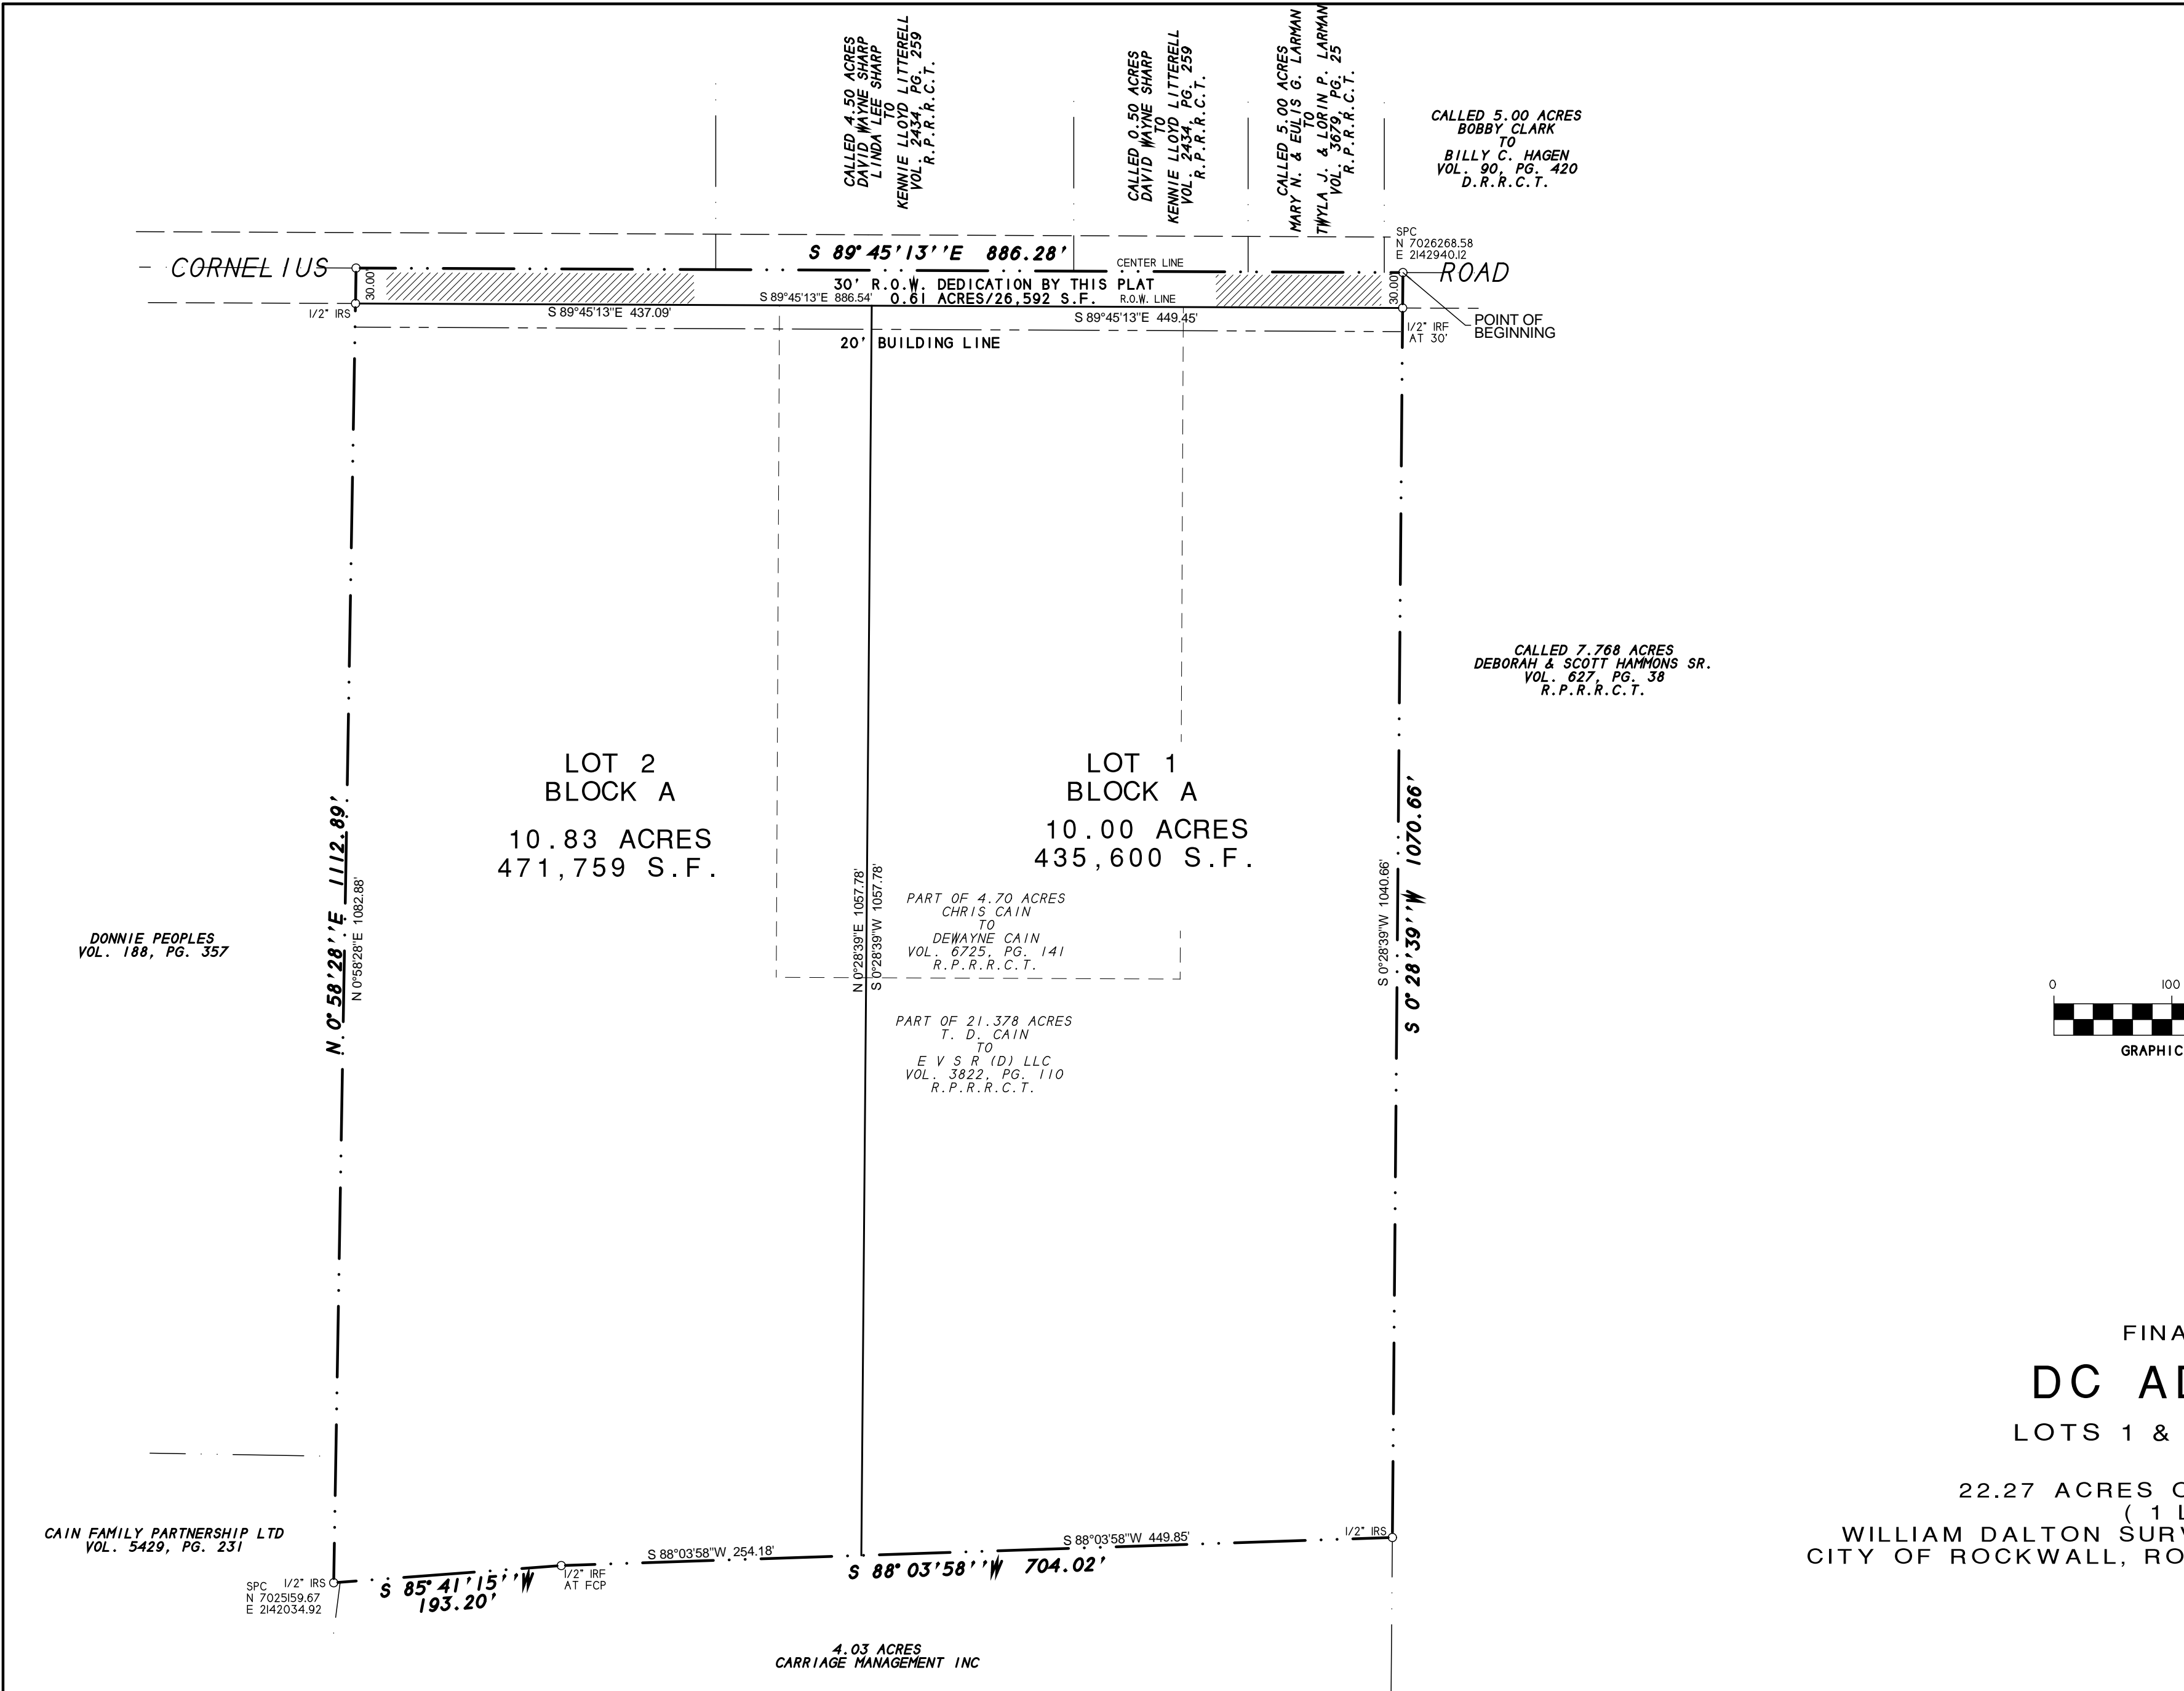 CALLED 4.50 ACRES
DAVID WAYNE SHARP
LINDA LEE SHARP
TO
KENNIE LLOYD LITTERELL
VOL. 2434, PG. 259
R.P.R.R.C.T.
CALLED 0.50 ACRES
DAVID WAYNE SHARP
TO
KENNIE LLOYD LITTERELL
VOL. 2434, PG. 259
R.P.R.R.C.T.
CALLED 5.00 ACRES
MARY N. & EULIS G. LARMAN
TO
TWYLA J. & LORIN P. LARMAN
VOL. 3679, PG. 25
R.P.R.R.C.T.
CALLED 5.00 ACRES
BOBBY CLARK
TO
BILLY C. HAGEN
VOL. 90, PG. 420
D.R.R.C.T.
SPC
N 7026268.58
E 2142940.12
S 89°45'13''E 886.28'
CENTER LINE
CORNELIUS
ROAD
30.00'
30' R.O.W. DEDICATION BY THIS PLAT
S 89°45'13"E 886.54'
0.61 ACRES/26,592 S.F.
R.O.W. LINE
30.00'
1/2" IRS
S 89°45'13"E 437.09'
S 89°45'13"E 449.45'
1/2" IRF
AT 30'
POINT OF
BEGINNING
20' BUILDING LINE
CALLED 7.768 ACRES
DEBORAH & SCOTT HAMMONS SR.
VOL. 627, PG. 38
R.P.R.R.C.T.
LOT 2
BLOCK A
10.83 ACRES
471,759 S.F.
LOT 1
BLOCK A
10.00 ACRES
435,600 S.F.
N 0°58'28''E 1112.89'
N 0°58'28"E 1082.88'
N 0°28'39"E 1057.78'
S 0°28'39"W 1057.78'
S 0°28'39"W 1040.66'
S 0°28'39''W 1070.66'
PART OF 4.70 ACRES
CHRIS CAIN
TO
DEWAYNE CAIN
VOL. 6725, PG. 141
R.P.R.R.C.T.
DONNIE PEOPLES
VOL. 188, PG. 357
PART OF 21.378 ACRES
T. D. CAIN
TO
E V S R (D) LLC
VOL. 3822, PG. 110
R.P.R.R.C.T.
0 100
GRAPHIC
FINA
DC AD
LOTS 1 &
22.27 ACRES O
( 1 L
WILLIAM DALTON SURV
CITY OF ROCKWALL, RO
CAIN FAMILY PARTNERSHIP LTD
VOL. 5429, PG. 231
SPC
N 7025159.67
E 2142034.92
1/2" IRS
S 85°41'15''W
193.20'
1/2" IRF
AT FCP
S 88°03'58"W 254.18'
S 88°03'58"W 449.85'
1/2" IRS
S 88°03'58''W 704.02'
4.03 ACRES
CARRIAGE MANAGEMENT INC